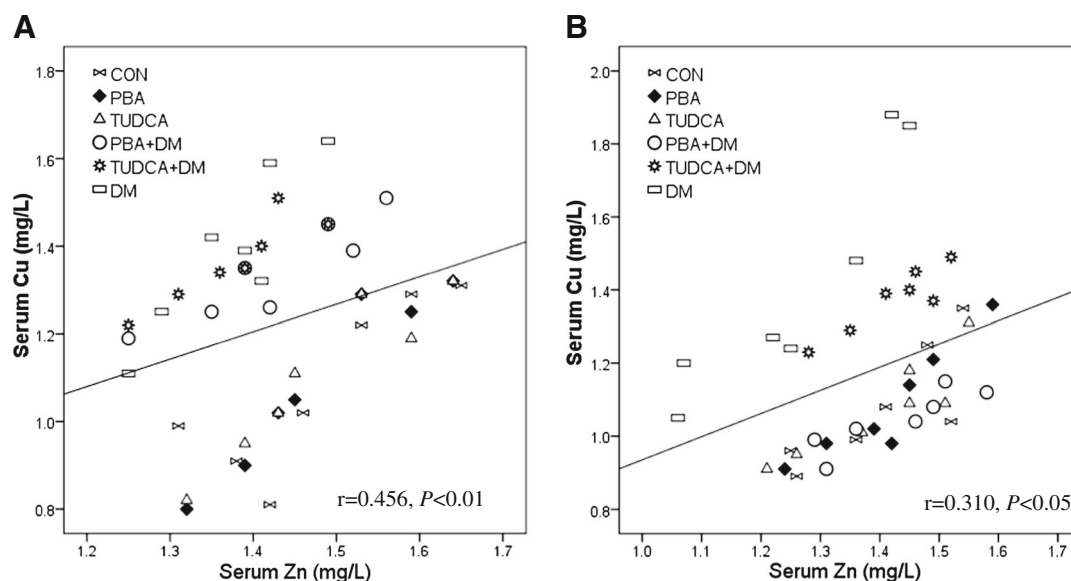 A
Serum Cu (mg/L)
1.8
1.6
1.4
1.2
1.0
0.8
CON
PBA
TUDCA
PBA+DM
TUDCA+DM
DM
r=0.456, P<0.01
1.2 1.3 1.4 1.5 1.6 1.7
Serum Zn (mg/L)
B
Serum Cu (mg/L)
2.0
1.8
1.6
1.4
1.2
1.0
0.8
CON
PBA
TUDCA
PBA+DM
TUDCA+DM
DM
r=0.310, P<0.05
1.0 1.1 1.2 1.3 1.4 1.5 1.6 1.7
Serum Zn (mg/L)